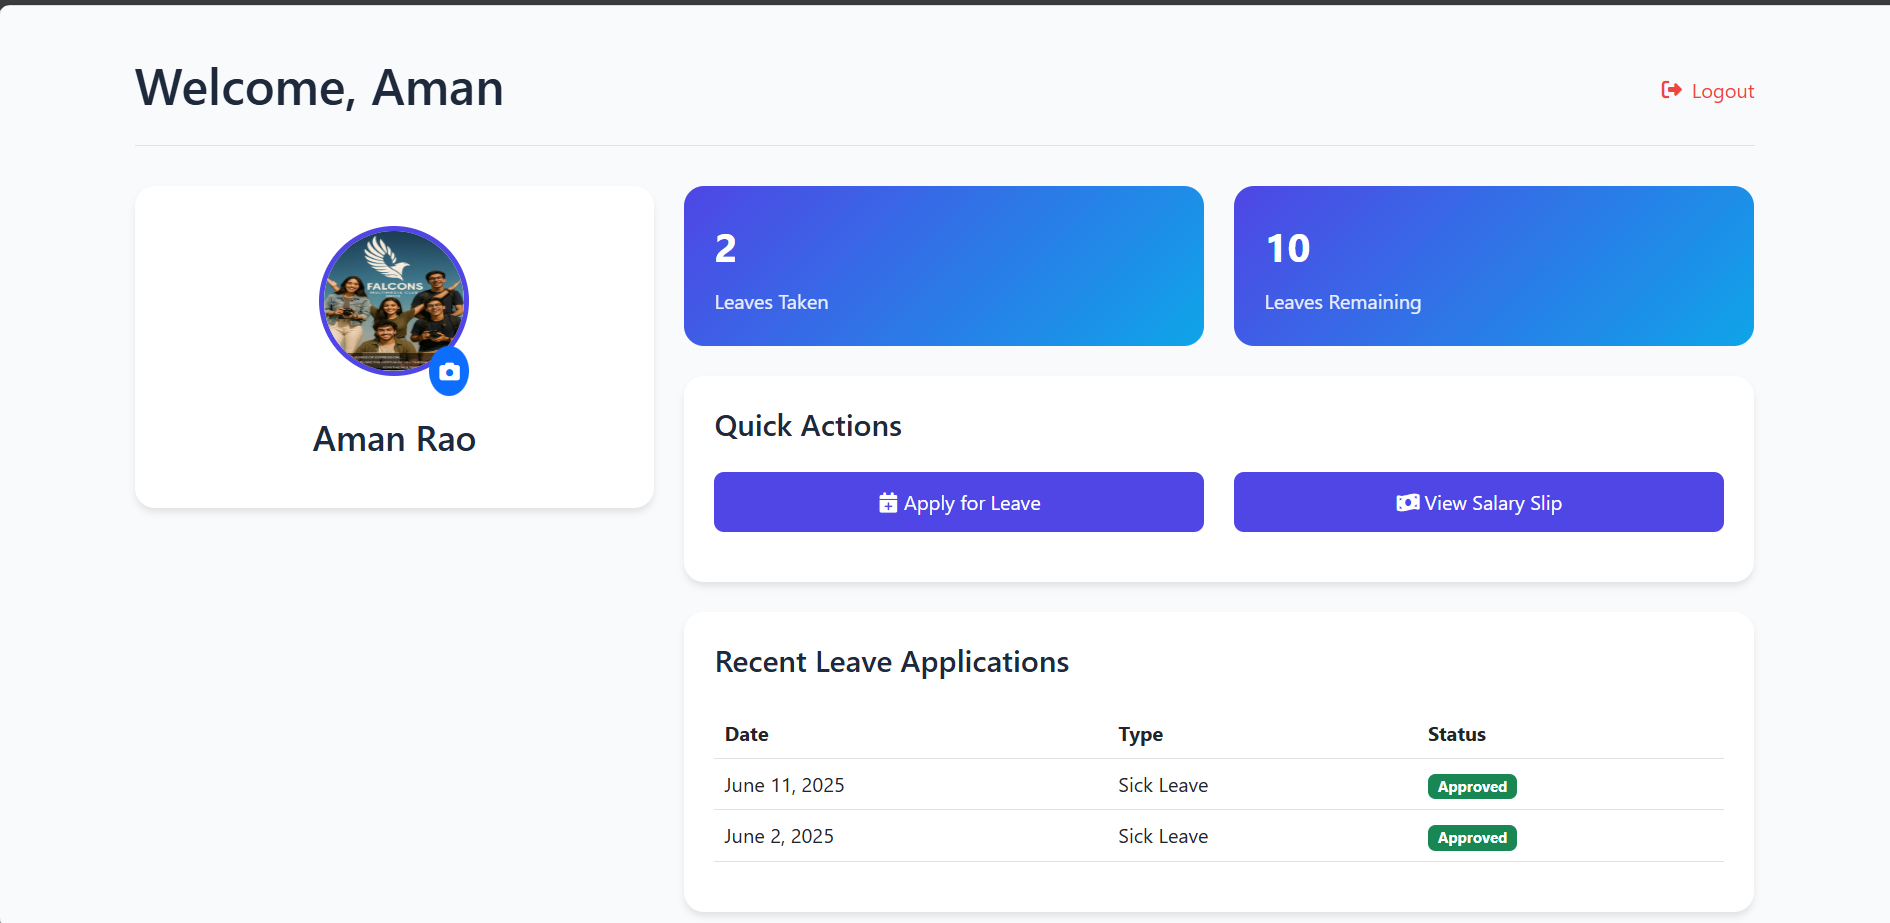 Welcome, Aman
Logout
FALCONS
Aman Rao
2
Leaves Taken
10
Leaves Remaining
Quick Actions
Apply for Leave
View Salary Slip
Recent Leave Applications
Date Type Status
June 11, 2025 Sick Leave Approved
June 2, 2025 Sick Leave Approved